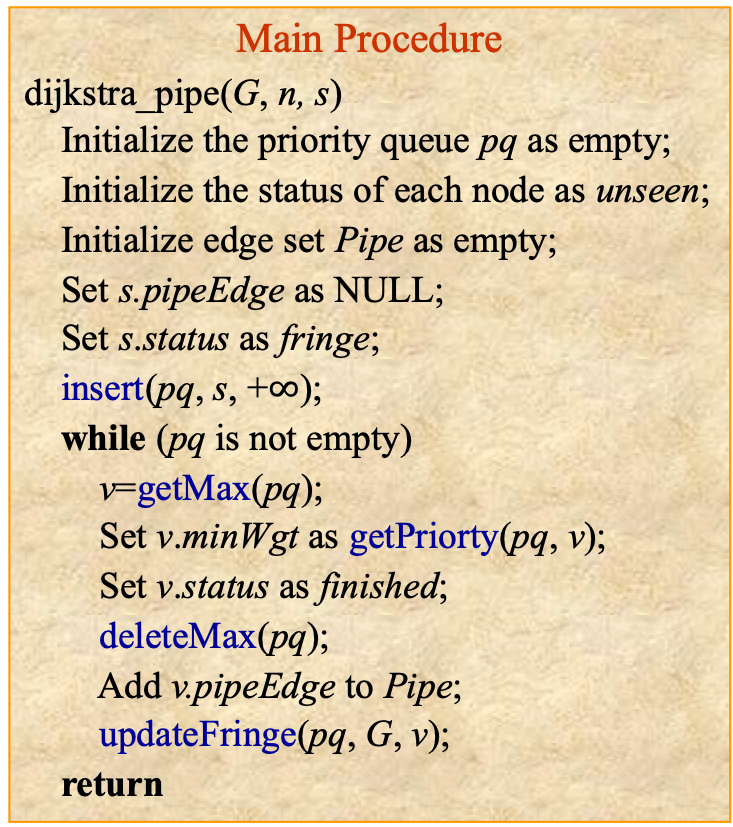 Main Procedure
dijkstra_pipe(G, n, s)
Initialize the priority queue pq as empty;
Initialize the status of each node as unseen;
Initialize edge set Pipe as empty;
Set s.pipeEdge as NULL;
Set s.status as fringe;
insert(pq, s, +∞);
while (pq is not empty)
v=getMax(pq);
Set v.minWgt as getPriorty(pq, v);
Set v.status as finished;
deleteMax(pq);
Add v.pipeEdge to Pipe;
updateFringe(pq, G, v);
return